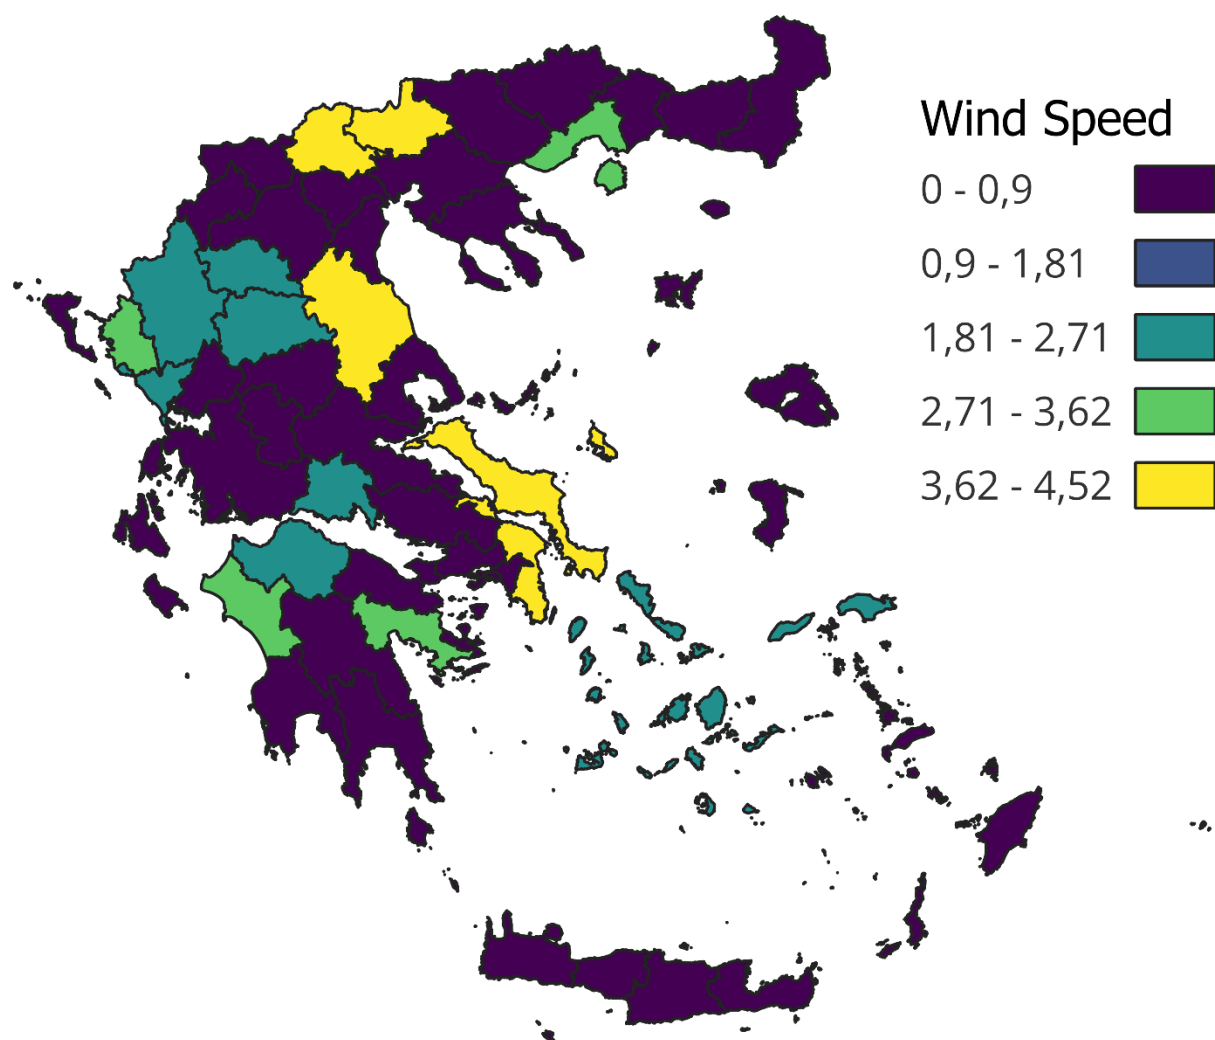 Wind Speed
0 - 0,9
0,9 - 1,81
1,81 - 2,71
2,71 - 3,62
3,62 - 4,52